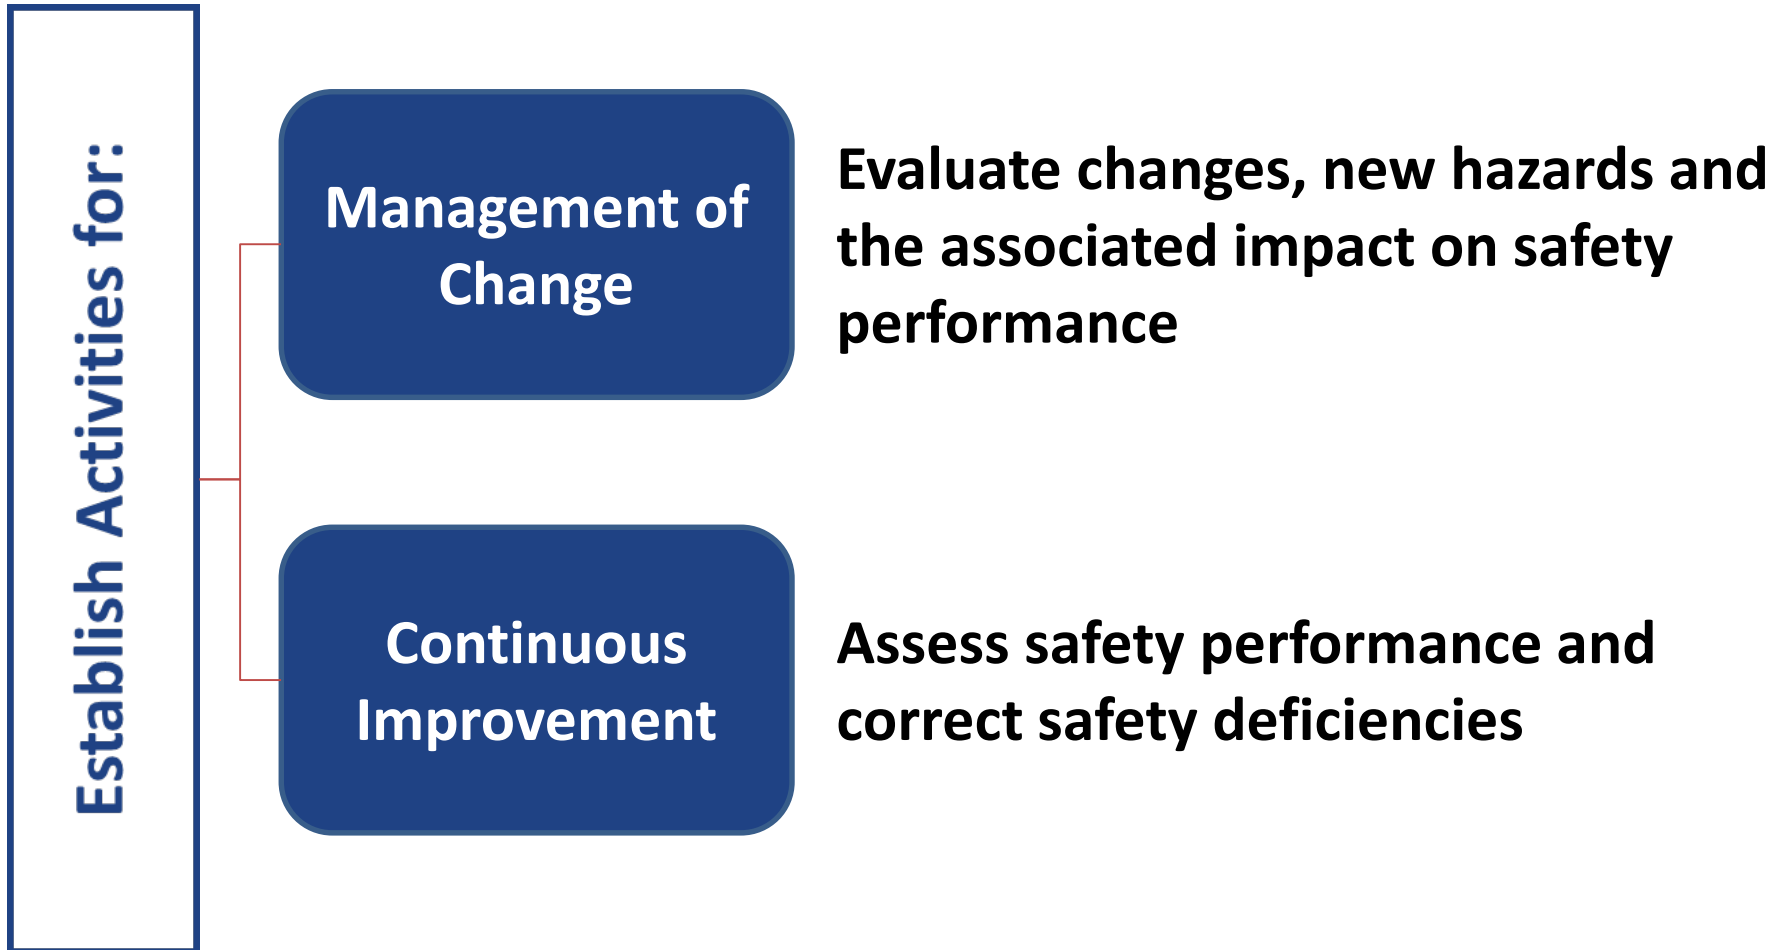 Establish Activities for:
Management of
Change
Evaluate changes, new hazards and
the associated impact on safety
performance
Continuous
Improvement
Assess safety performance and
correct safety deficiencies